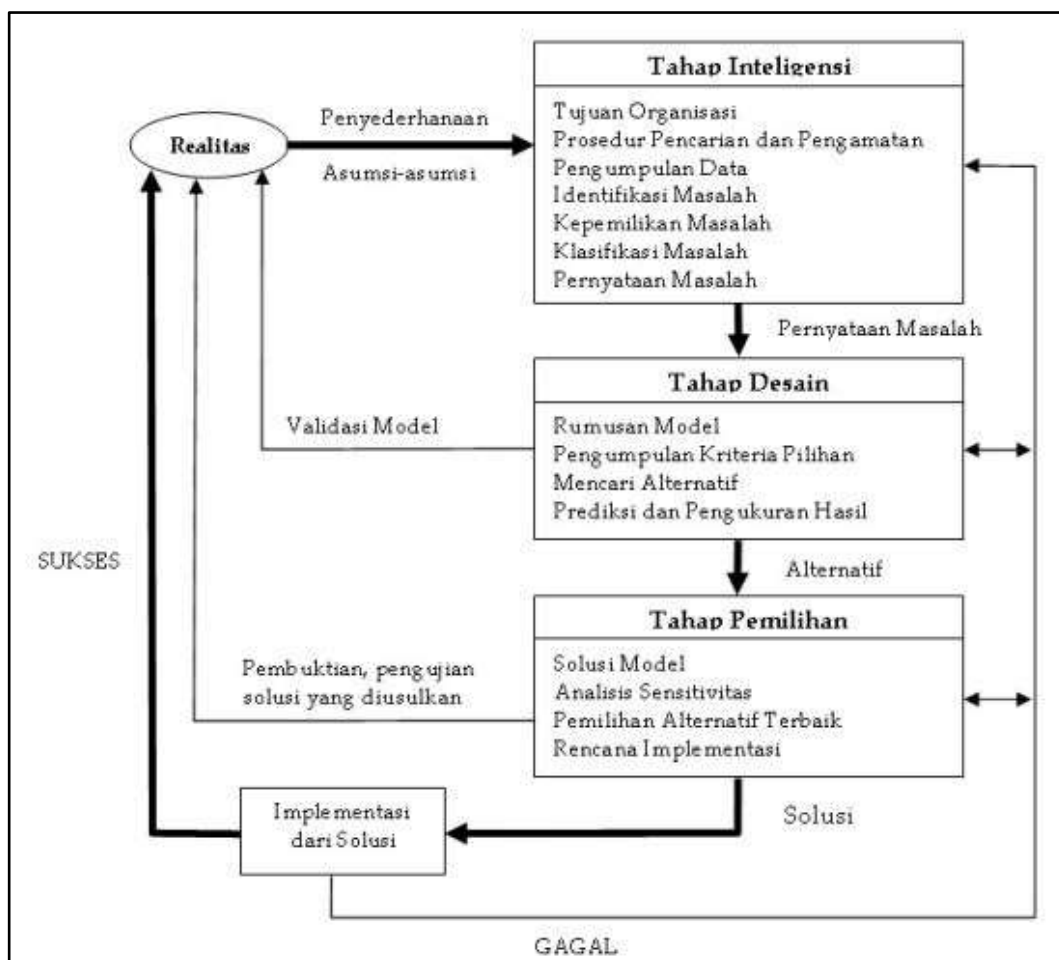 Tahap Inteligensi
Tujuan Organisasi
Prosedur Pencarian dan Pengamatan
Pengumpulan Data
Identifikasi Masalah
Kepemilikan Masalah
Klasifikasi Masalah
Pernyataan Masalah
Realitas
Penyederhanaan
Asumsi-asumsi
Pernyataan Masalah
Tahap Desain
Rumusan Model
Pengumpulan Kriteria Pilihan
Mencari Alternatif
Prediksi dan Pengukuran Hasil
Validasi Model
SUKSES
Alternatif
Tahap Pemilihan
Solusi Model
Analisis Sensitivitas
Pemilihan Alternatif Terbaik
Rencana Implementasi
Pembuktian, pengujian
solusi yang diusulkan
Solusi
Implementasi
dari Solusi
GAGAL